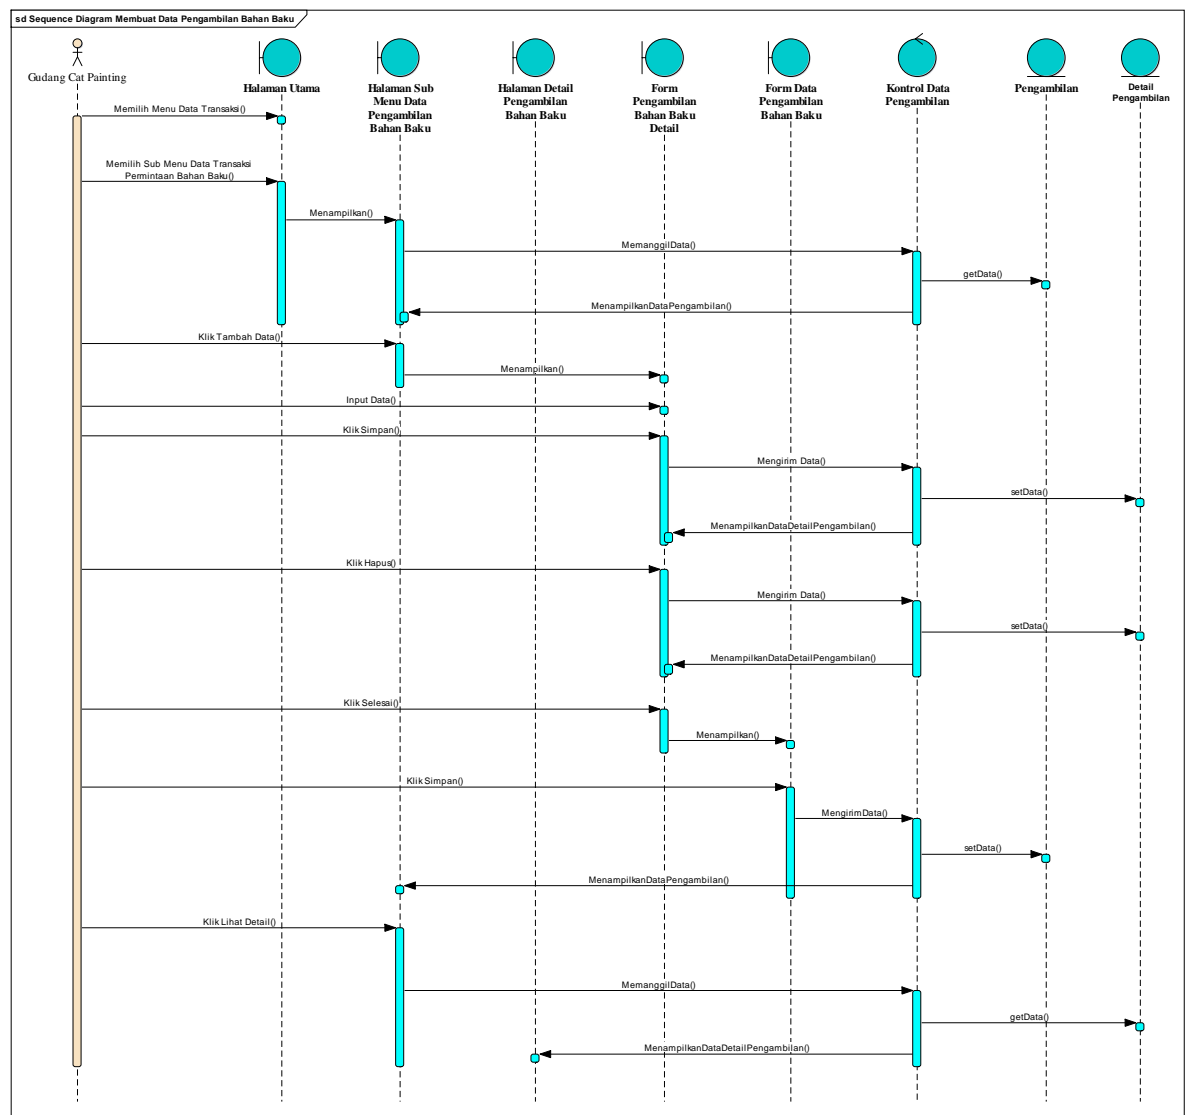 sd Sequence Diagram Membuat Data Pengambilan Bahan Baku
Gudang Cat Painting
Halaman Utama
Halaman Sub
Menu Data
Pengambilan
Bahan Baku
Halaman Detail
Pengambilan
Bahan Baku
Form
Pengambilan
Bahan Baku
Detail
Form Data
Pengambilan
Bahan Baku
Kontrol Data
Pengambilan
Pengambilan
Detail
Pengambilan
Memilih Menu Data Transaksi()
Memilih Sub Menu Data Transaksi
Permintaan Bahan Baku()
Menampilkan()
MemanggilData()
getData()
MenampilkanDataPengambilan()
Klik Tambah Data()
Menampilkan()
Input Data()
Klik Simpan()
Mengirim Data()
setData()
MenampilkanDataDetailPengambilan()
Klik Hapus()
Mengirim Data()
setData()
MenampilkanDataDetailPengambilan()
Klik Selesai()
Menampilkan()
Klik Simpan()
MengirimData()
setData()
MenampilkanDataPengambilan()
Klik Lihat Detail()
MemanggilData()
getData()
MenampilkanDataDetailPengambilan()